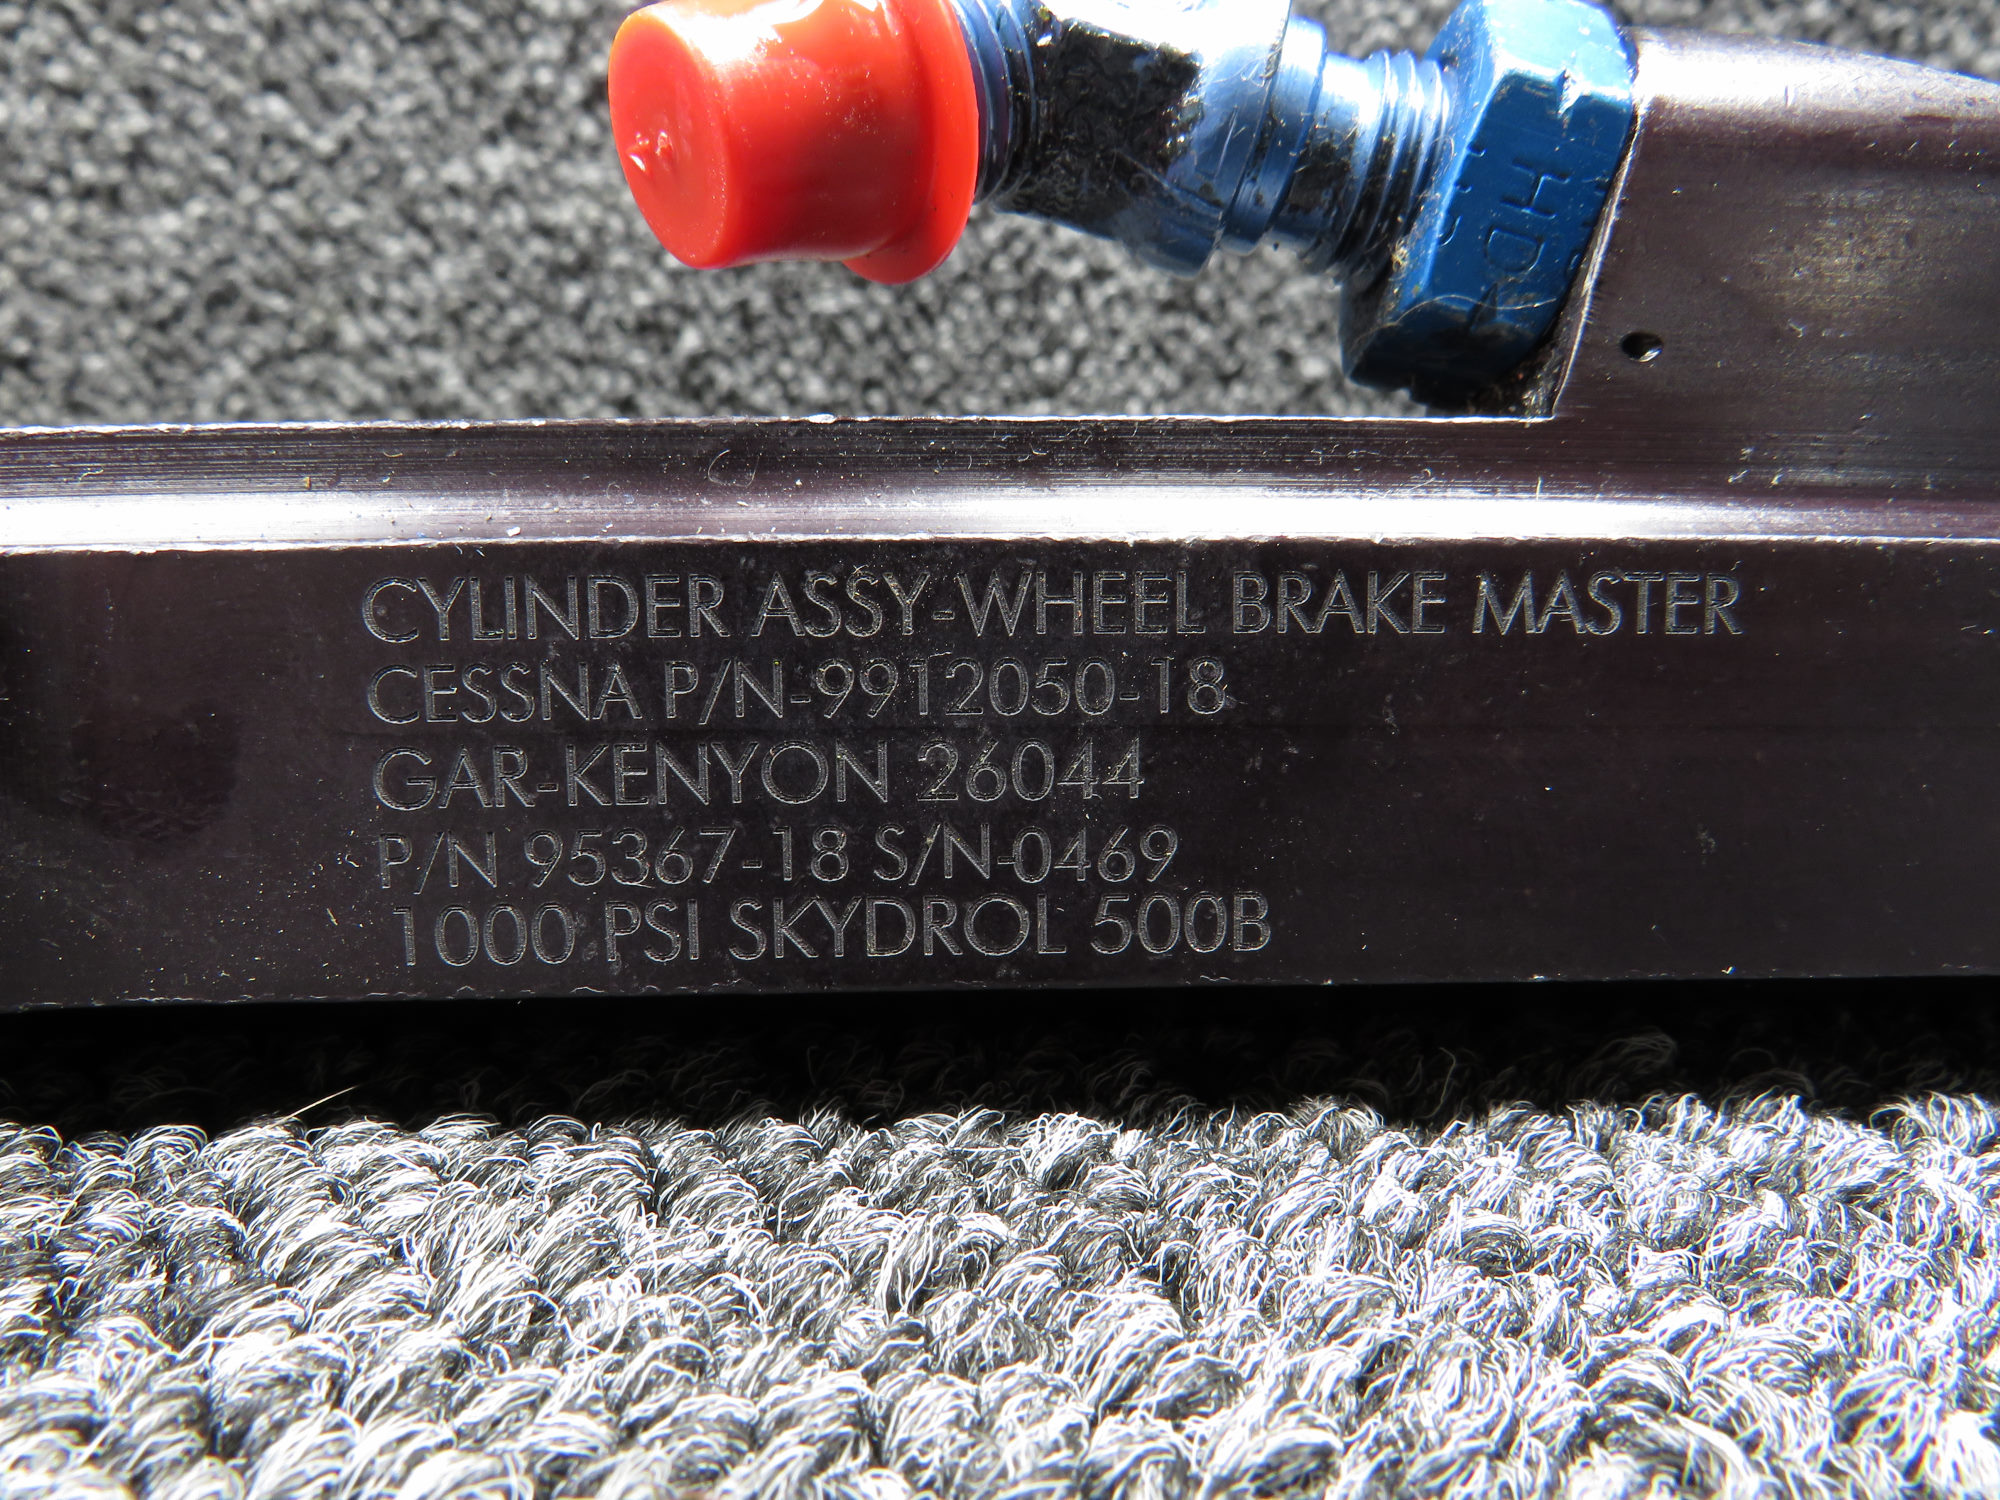 CYLINDER ASSY-WHEEL BRAKE MASTER
CESSNA P/N-9912050-18
GAR-KENYON 26044
P/N 95367-18 S/N-0469
1000 PSI SKYDROL 500B